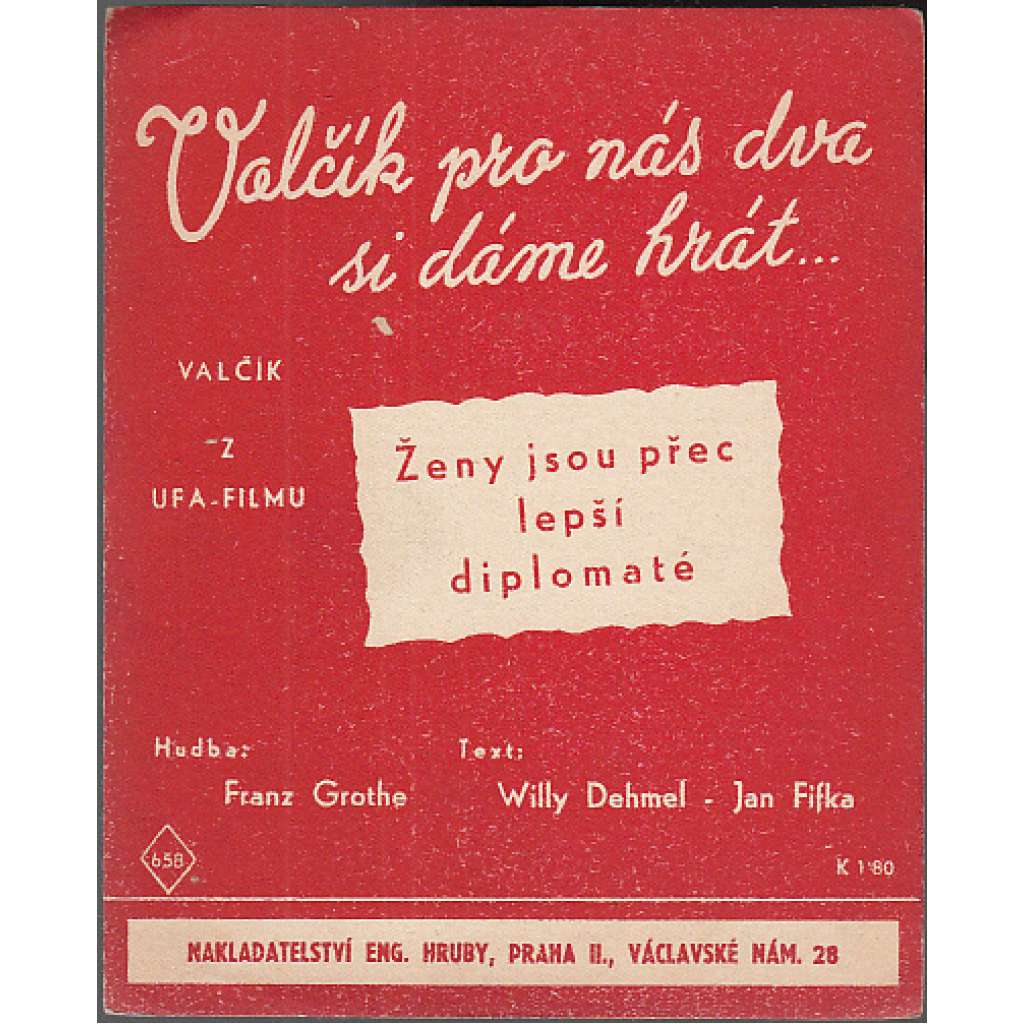 Valčík pro nás dva
si dáme hrát...
VALČÍK
Z
UFA-FILMU
Ženy jsou přec
lepší
diplomaté
Hudba:
Franz Grothe
Text:
Willy Dehmel - Jan Fifka
658
K 1'80
NAKLADATELSTVÍ ENG. HRUBY, PRAHA II., VÁCLAVSKÉ NÁM. 28